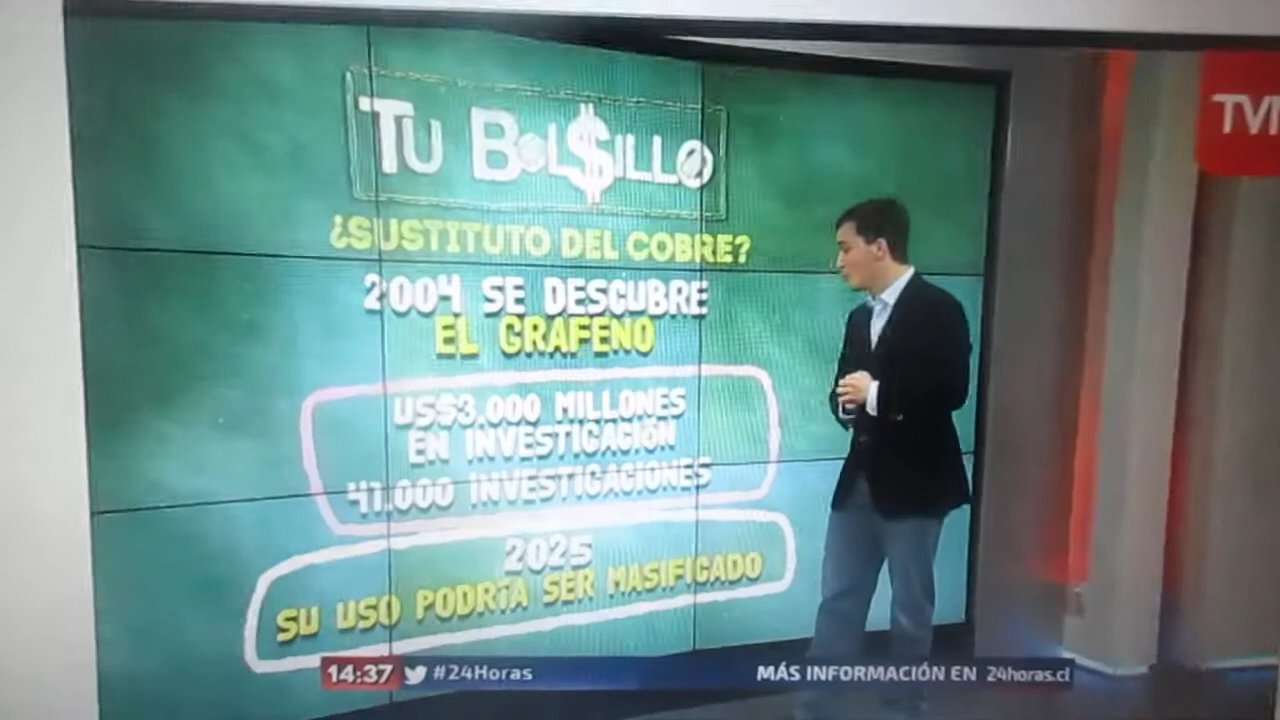 TU BOL$ILLO
¿SUSTITUTO DEL COBRE?
2004 SE DESCUBRE
EL GRAFENO
US$3.000 MILLONES
EN INVESTIGACIÓN
41.000 INVESTIGACIONES
2025
SU USO PODRÍA SER MASIFICADO
14:37 #24Horas
MÁS INFORMACIÓN EN 24horas.cl